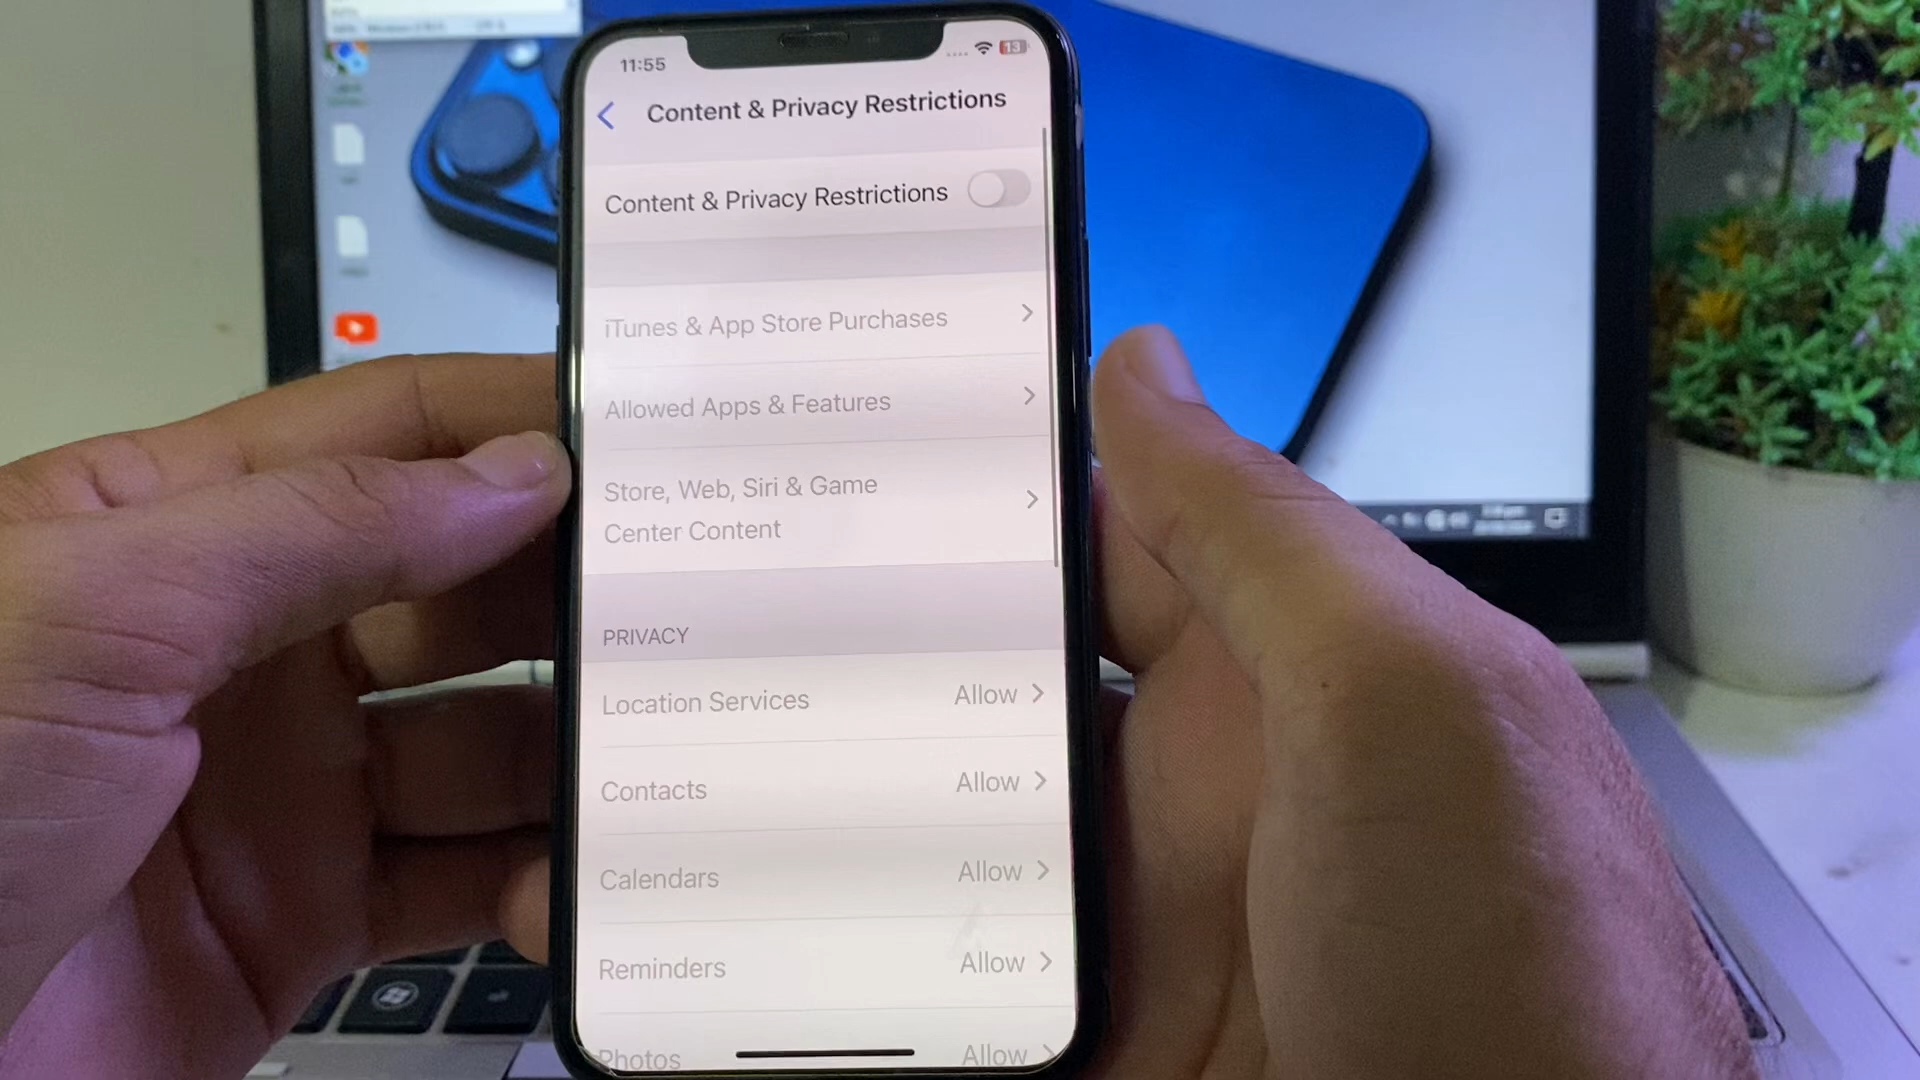 11:55
13
Content & Privacy Restrictions
Content & Privacy Restrictions
iTunes & App Store Purchases
Allowed Apps & Features
Store, Web, Siri & Game
Center Content
PRIVACY
Location Services Allow
Contacts Allow
Calendars Allow
Reminders Allow
Photos Allow